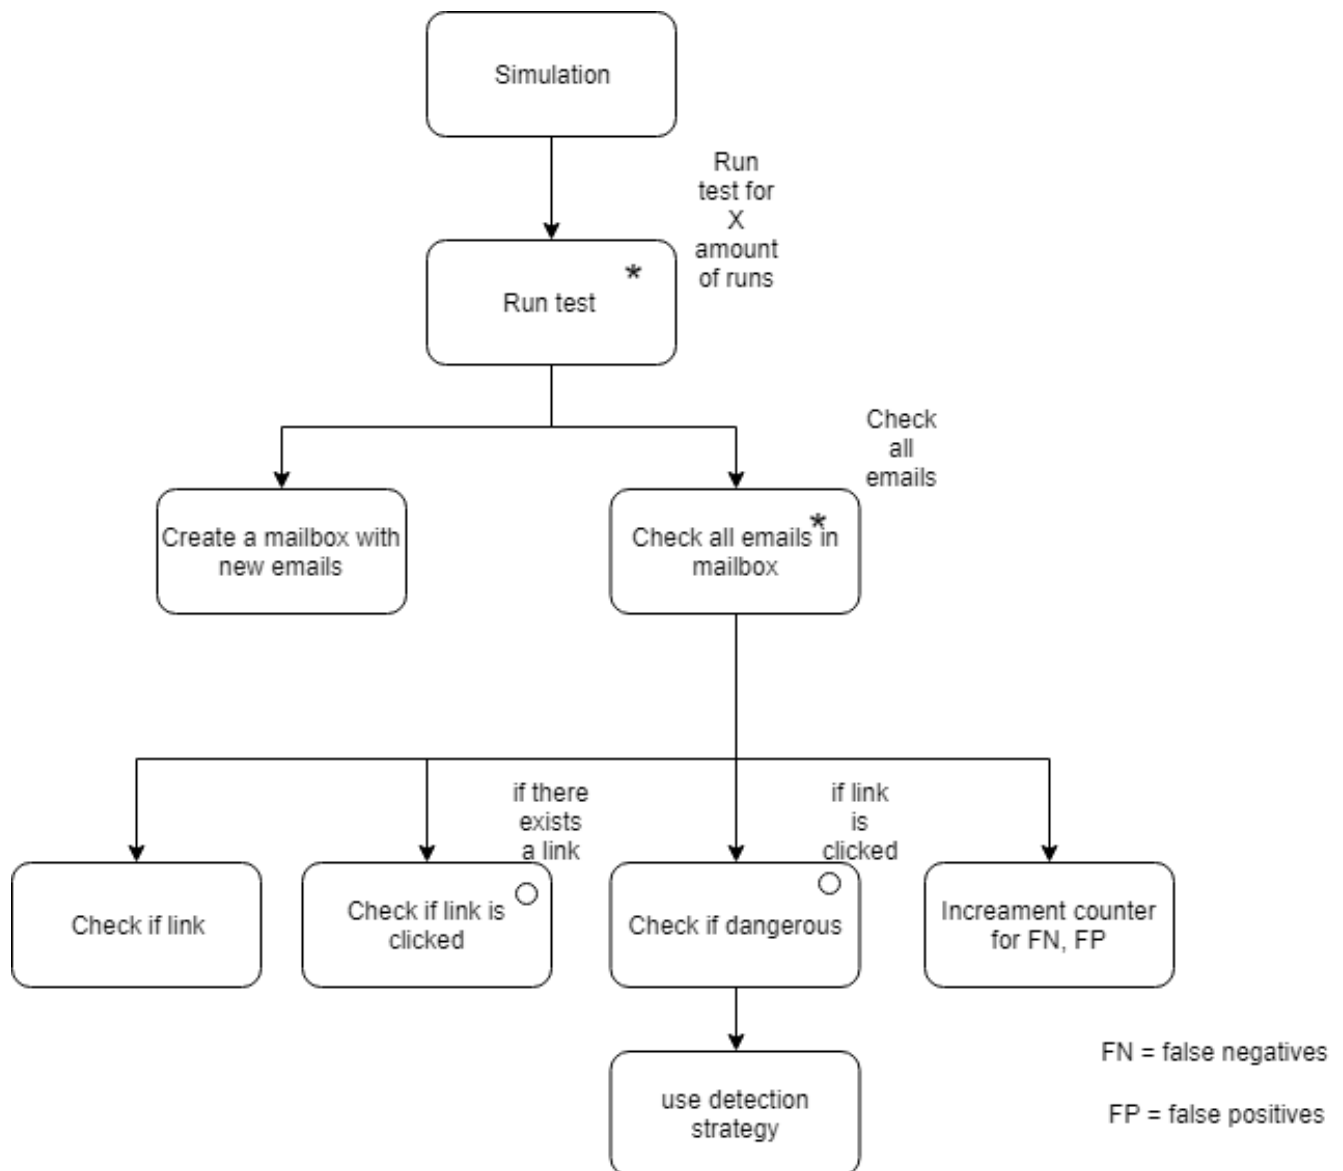 Simulation
Run
test for
X
amount
of runs
*
Run test
Check
all
emails
Create a mailbox with
new emails
*
Check all emails in
mailbox
if there
exists
a link
if link
is
clicked
Check if link
Check if link is
clicked
Check if dangerous
Increament counter
for FN, FP
use detection
strategy
FN = false negatives
FP = false positives